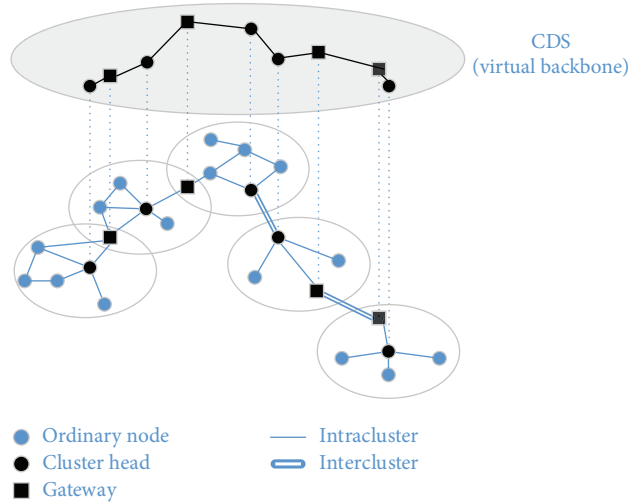 CDS
(virtual backbone)
Ordinary node
Cluster head
Gateway
Intracluster
Intercluster